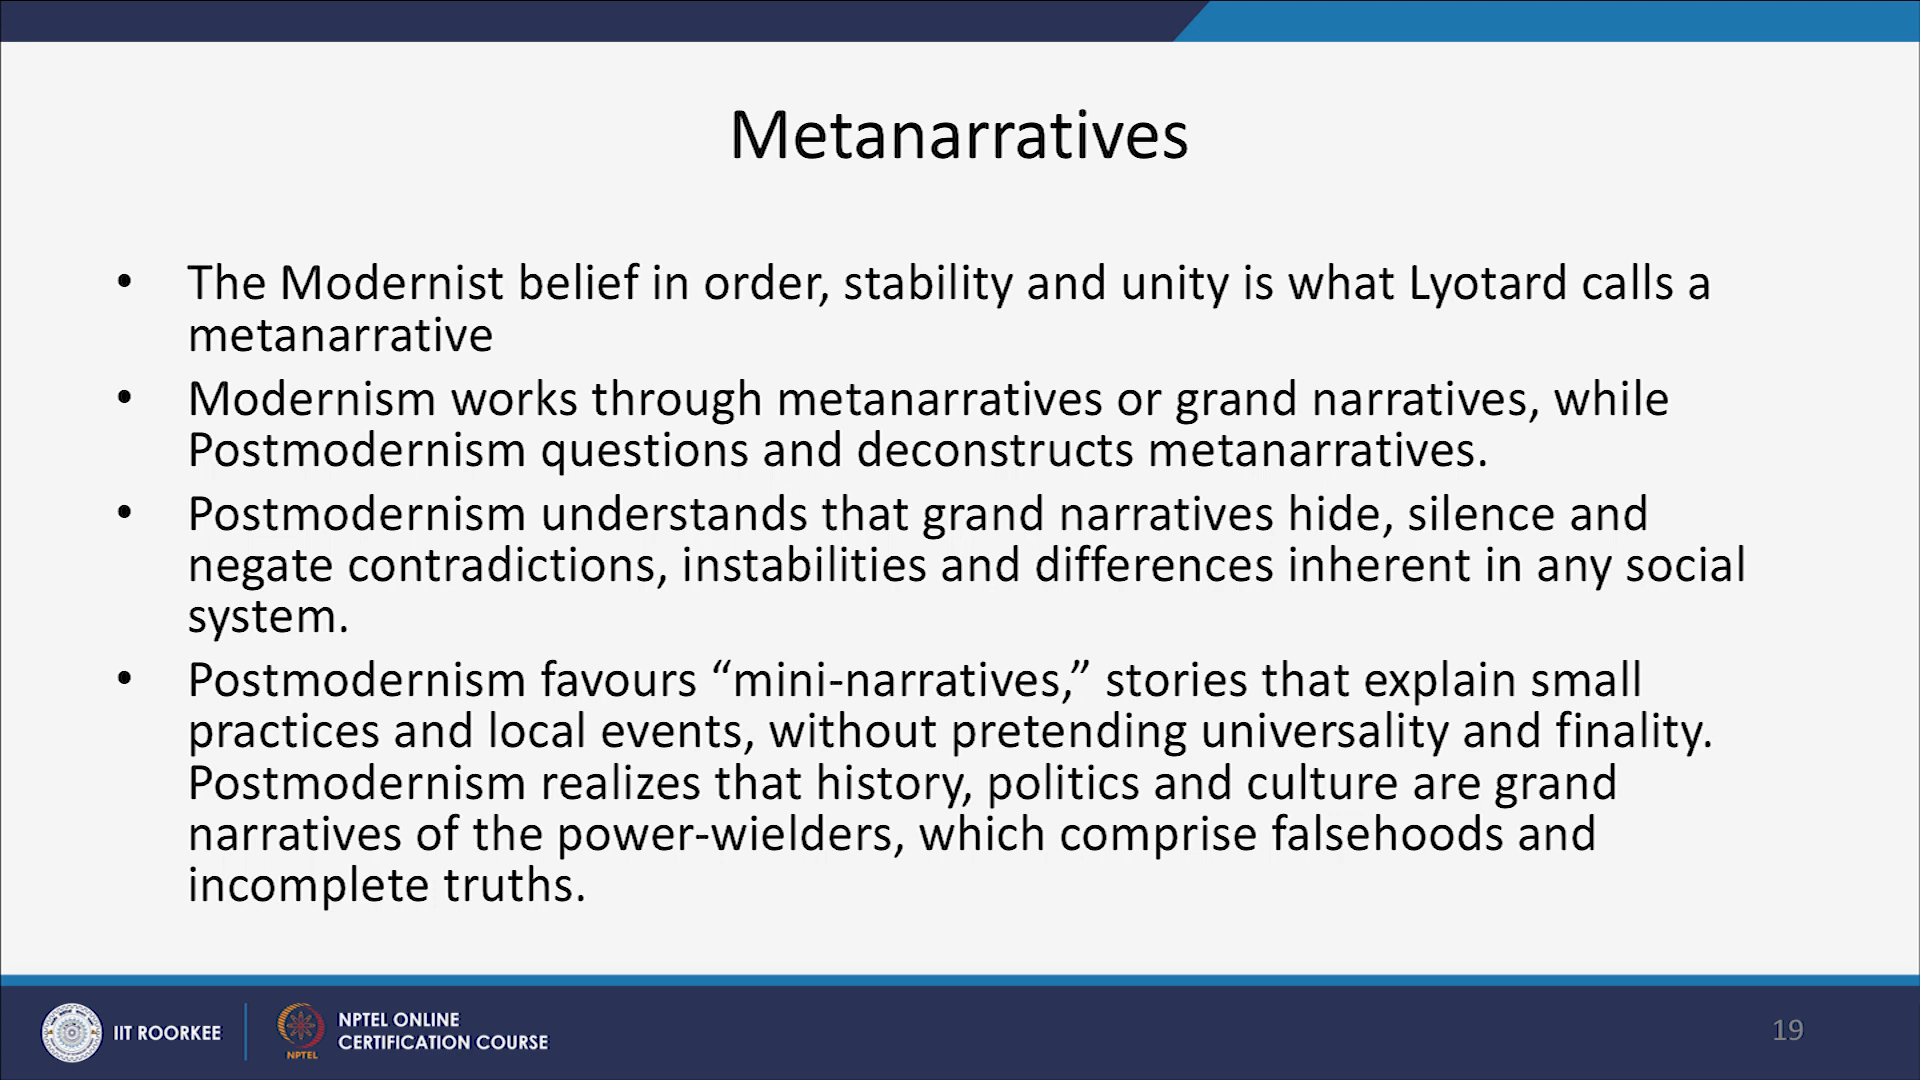 Metanarratives
• The Modernist belief in order, stability and unity is what Lyotard calls a
metanarrative
• Modernism works through metanarratives or grand narratives, while
Postmodernism questions and deconstructs metanarratives.
• Postmodernism understands that grand narratives hide, silence and
negate contradictions, instabilities and differences inherent in any social
system.
• Postmodernism favours “mini-narratives,” stories that explain small
practices and local events, without pretending universality and finality.
Postmodernism realizes that history, politics and culture are grand
narratives of the power-wielders, which comprise falsehoods and
incomplete truths.
IIT ROORKEE
NPTEL
NPTEL ONLINE
CERTIFICATION COURSE
19